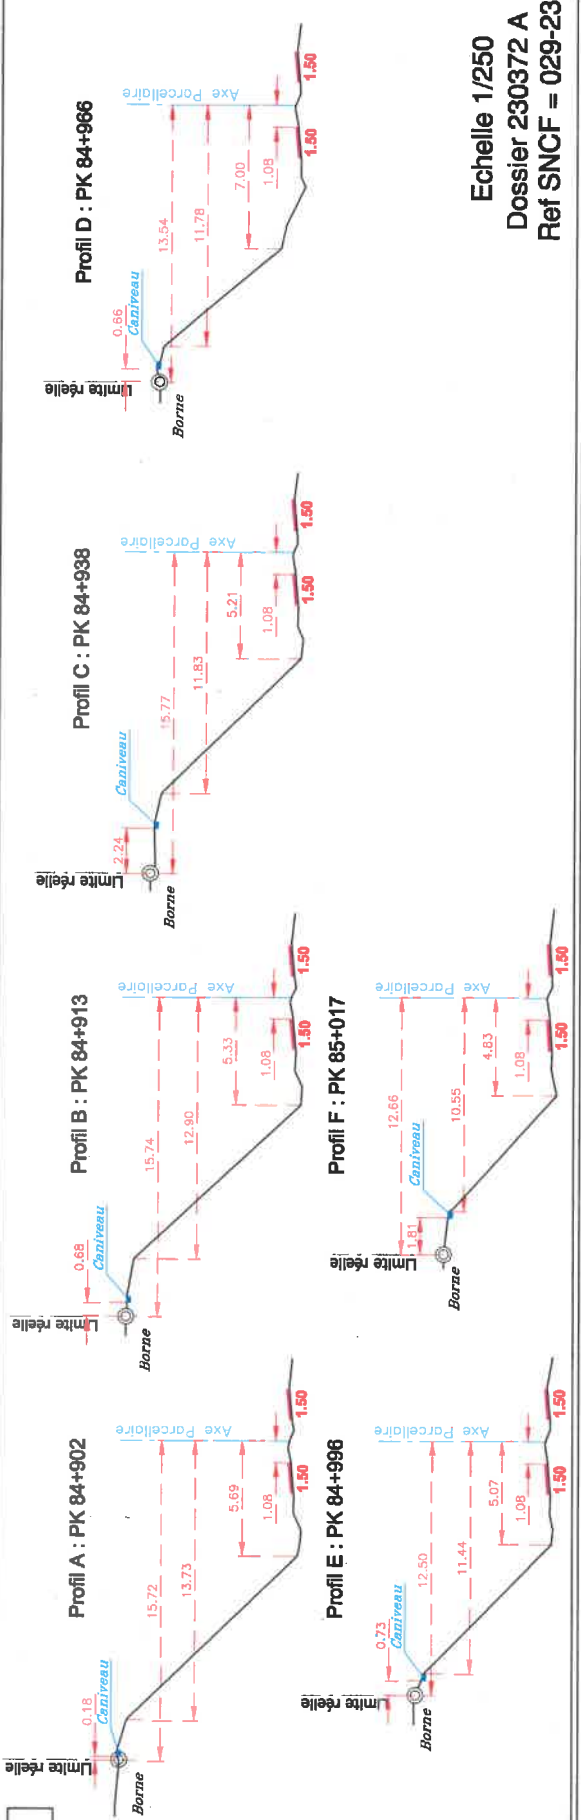 Profil A : PK 84+902
Limite réelle
0.18
Caniveau
Borne
15.72
13.73
5.69
1.08
1.50
1.50
Axe Parcellaire
Profil B : PK 84+913
Limite réelle
0.68
Caniveau
Borne
15.74
12.90
5.33
1.08
1.50
1.50
Axe Parcellaire
Profil C : PK 84+938
Limite réelle
2.24
Caniveau
Borne
15.77
11.83
5.21
1.08
1.50
1.50
Axe Parcellaire
Profil D : PK 84+966
Limite réelle
0.66
Caniveau
Borne
13.54
11.78
7.00
1.08
1.50
1.50
Axe Parcellaire
Profil E : PK 84+996
Limite réelle
0.73
Caniveau
Borne
12.50
11.44
5.07
1.08
1.50
1.50
Axe Parcellaire
Profil F : PK 85+017
Limite réelle
1.81
Caniveau
Borne
12.66
10.55
4.83
1.08
1.50
1.50
Axe Parcellaire
Echelle 1/250
Dossier 230372 A
Ref SNCF = 029-23